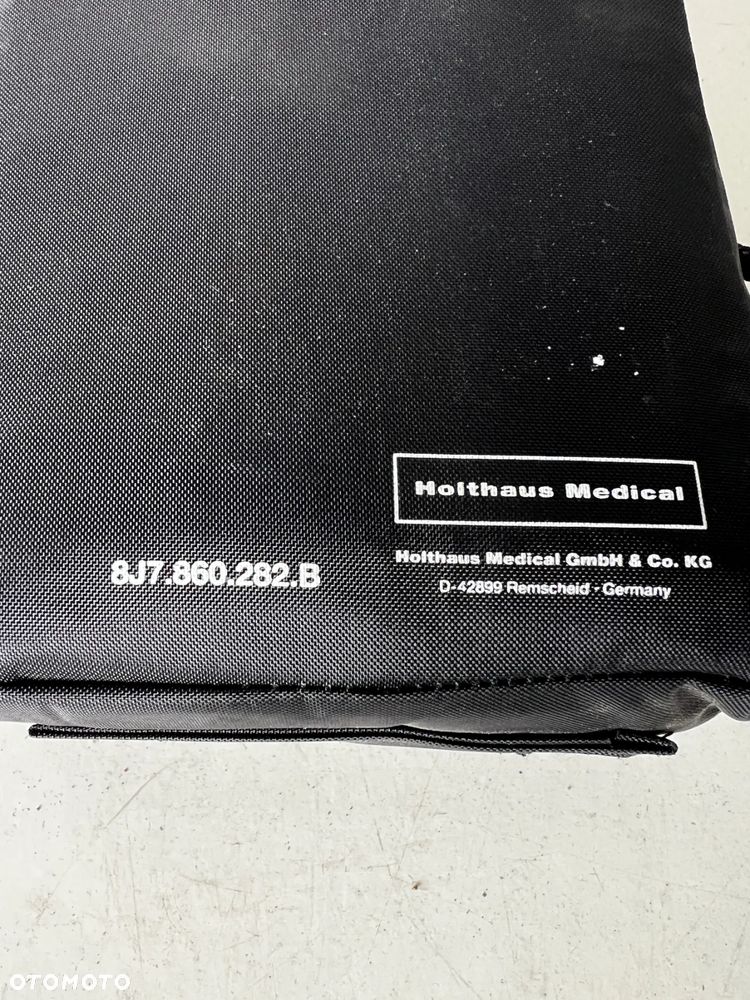 Holthaus Medical
Holthaus Medical GmbH & Co. KG
8J7.860.282.B
D-42899 Remscheid - Germany
OTOMOTO